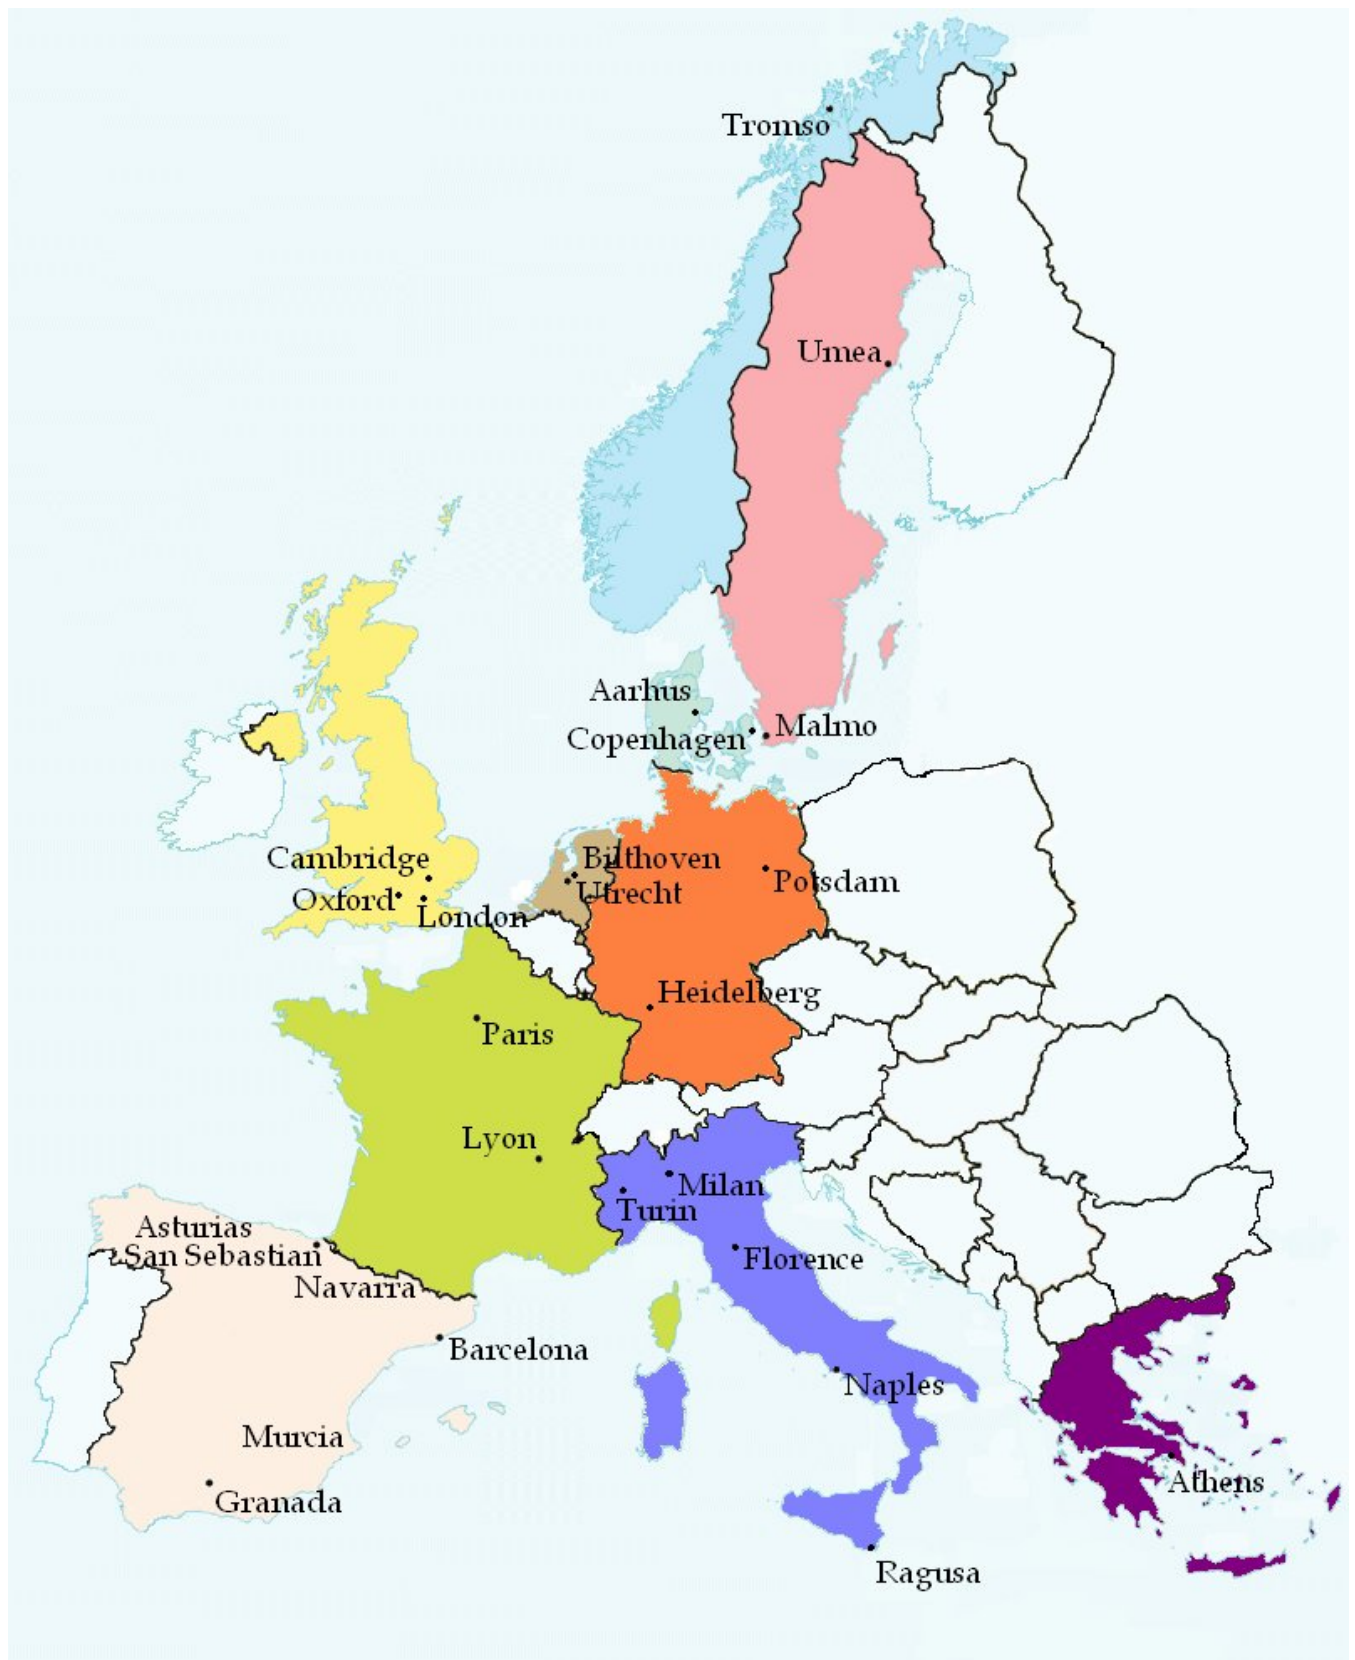 Tromso
Umea
Aarhus
Malmo
Copenhagen
Cambridge
Bilthoven
Potsdam
Utrecht
Oxford
London
Heidelberg
Paris
Lyon
Milan
Turin
Asturias
San Sebastian
Florence
Navarra
Barcelona
Naples
Murcia
Athens
Granada
Ragusa